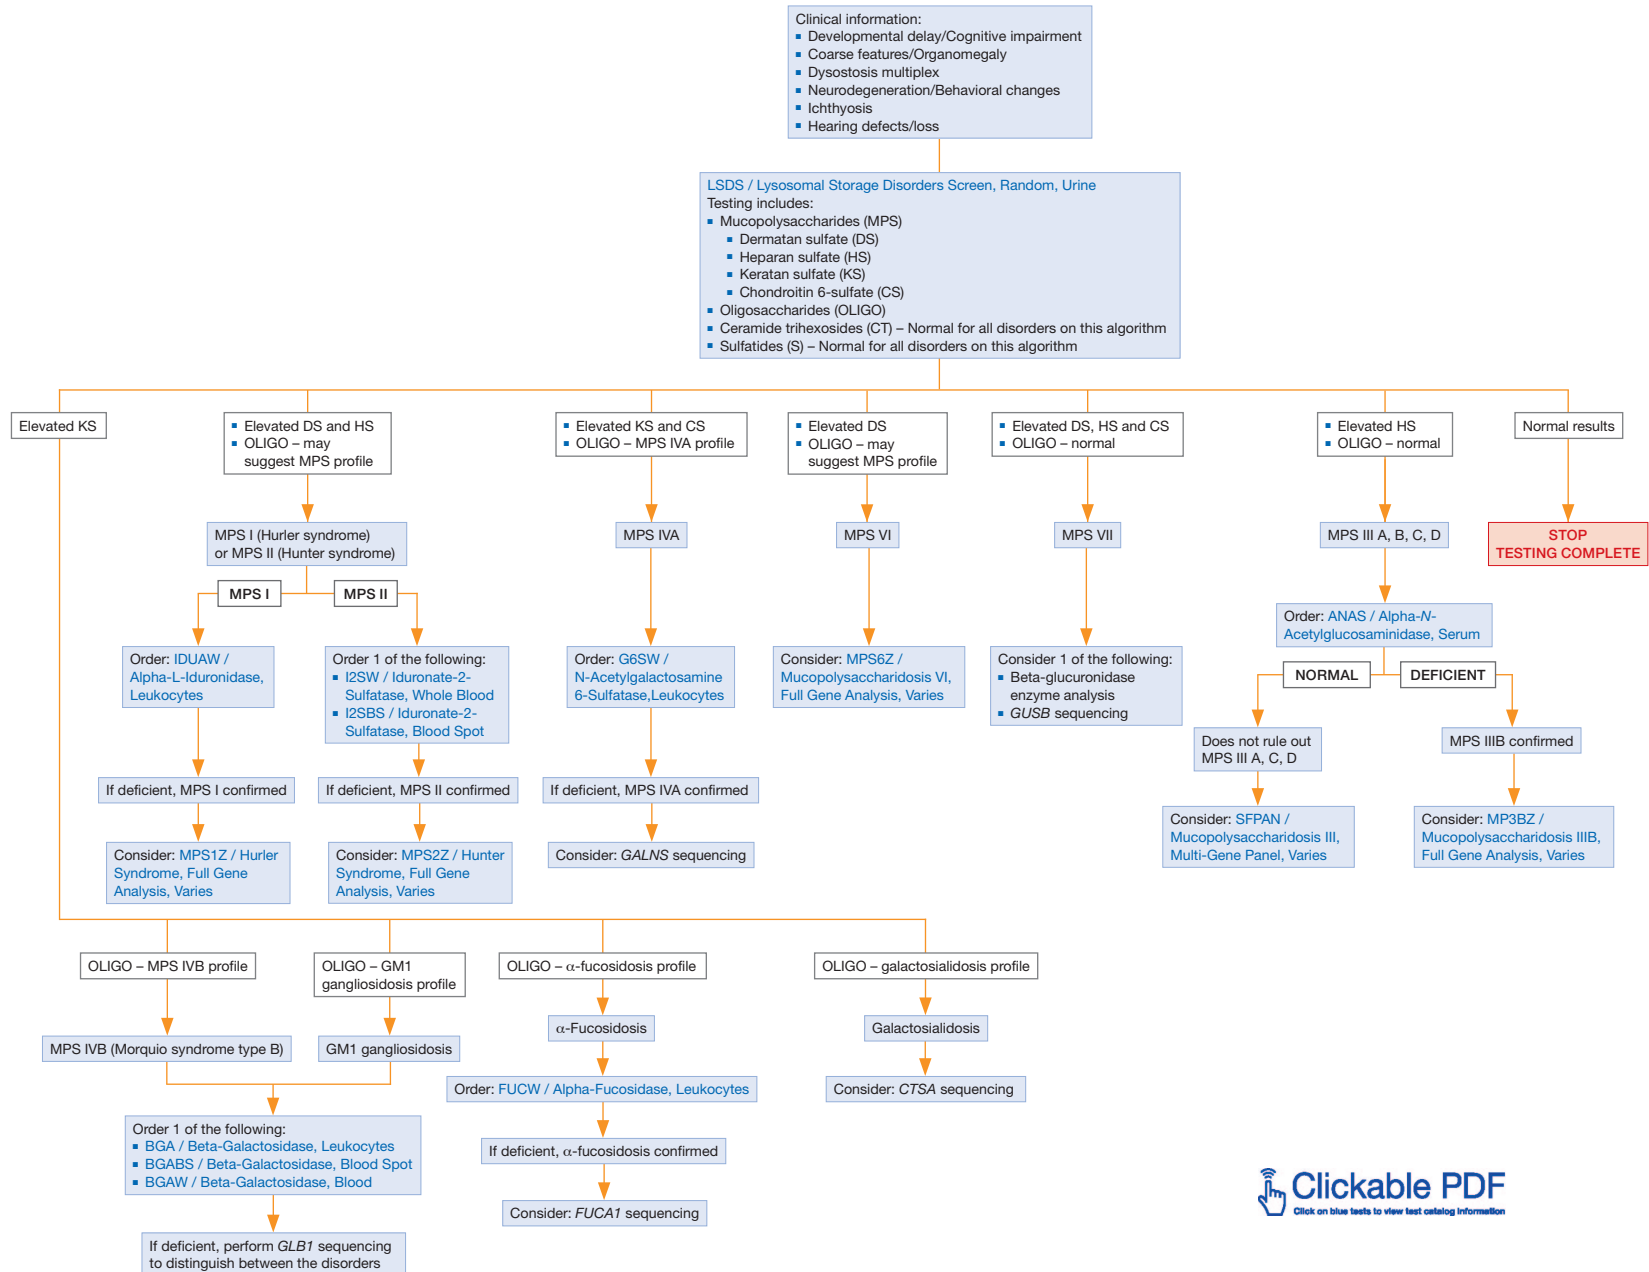 Clinical information:
▪ Developmental delay/Cognitive impairment
▪ Coarse features/Organomegaly
▪ Dysostosis multiplex
▪ Neurodegeneration/Behavioral changes
▪ Ichthyosis
▪ Hearing defects/loss
LSDS / Lysosomal Storage Disorders Screen, Random, Urine
Testing includes:
▪ Mucopolysaccharides (MPS)
▪ Dermatan sulfate (DS)
▪ Heparan sulfate (HS)
▪ Keratan sulfate (KS)
▪ Chondroitin 6-sulfate (CS)
▪ Oligosaccharides (OLIGO)
▪ Ceramide trihexosides (CT) – Normal for all disorders on this algorithm
▪ Sulfatides (S) – Normal for all disorders on this algorithm
Elevated KS
▪ Elevated DS and HS
▪ OLIGO – may
suggest MPS profile
▪ Elevated KS and CS
▪ OLIGO – MPS IVA profile
▪ Elevated DS
▪ OLIGO – may
suggest MPS profile
▪ Elevated DS, HS and CS
▪ OLIGO – normal
▪ Elevated HS
▪ OLIGO – normal
Normal results
MPS I (Hurler syndrome)
or MPS II (Hunter syndrome)
MPS IVA
MPS VI
MPS VII
MPS III A, B, C, D
STOP
TESTING COMPLETE
MPS I
MPS II
Order: IDUAW /
Alpha-L-Iduronidase,
Leukocytes
Order 1 of the following:
▪ I2SW / Iduronate-2-
Sulfatase, Whole Blood
▪ I2SBS / Iduronate-2-
Sulfatase, Blood Spot
Order: G6SW /
N-Acetylgalactosamine
6-Sulfatase,Leukocytes
Consider: MPS6Z /
Mucopolysaccharidosis VI,
Full Gene Analysis, Varies
Consider 1 of the following:
▪ Beta-glucuronidase
enzyme analysis
▪ GUSB sequencing
Order: ANAS / Alpha-N-
Acetylglucosaminidase, Serum
NORMAL
DEFICIENT
Does not rule out
MPS III A, C, D
MPS IIIB confirmed
If deficient, MPS I confirmed
If deficient, MPS II confirmed
If deficient, MPS IVA confirmed
Consider: SFPAN /
Mucopolysaccharidosis III,
Multi-Gene Panel, Varies
Consider: MP3BZ /
Mucopolysaccharidosis IIIB,
Full Gene Analysis, Varies
Consider: MPS1Z / Hurler
Syndrome, Full Gene
Analysis, Varies
Consider: MPS2Z / Hunter
Syndrome, Full Gene
Analysis, Varies
Consider: GALNS sequencing
OLIGO – MPS IVB profile
OLIGO – GM1
gangliosidosis profile
OLIGO – α-fucosidosis profile
OLIGO – galactosialidosis profile
MPS IVB (Morquio syndrome type B)
GM1 gangliosidosis
α-Fucosidosis
Galactosialidosis
Order: FUCW / Alpha-Fucosidase, Leukocytes
Consider: CTSA sequencing
Order 1 of the following:
▪ BGA / Beta-Galactosidase, Leukocytes
▪ BGABS / Beta-Galactosidase, Blood Spot
▪ BGAW / Beta-Galactosidase, Blood
If deficient, α-fucosidosis confirmed
Consider: FUCA1 sequencing
If deficient, perform GLB1 sequencing
to distinguish between the disorders
Clickable PDF
Click on blue tests to view test catalog information